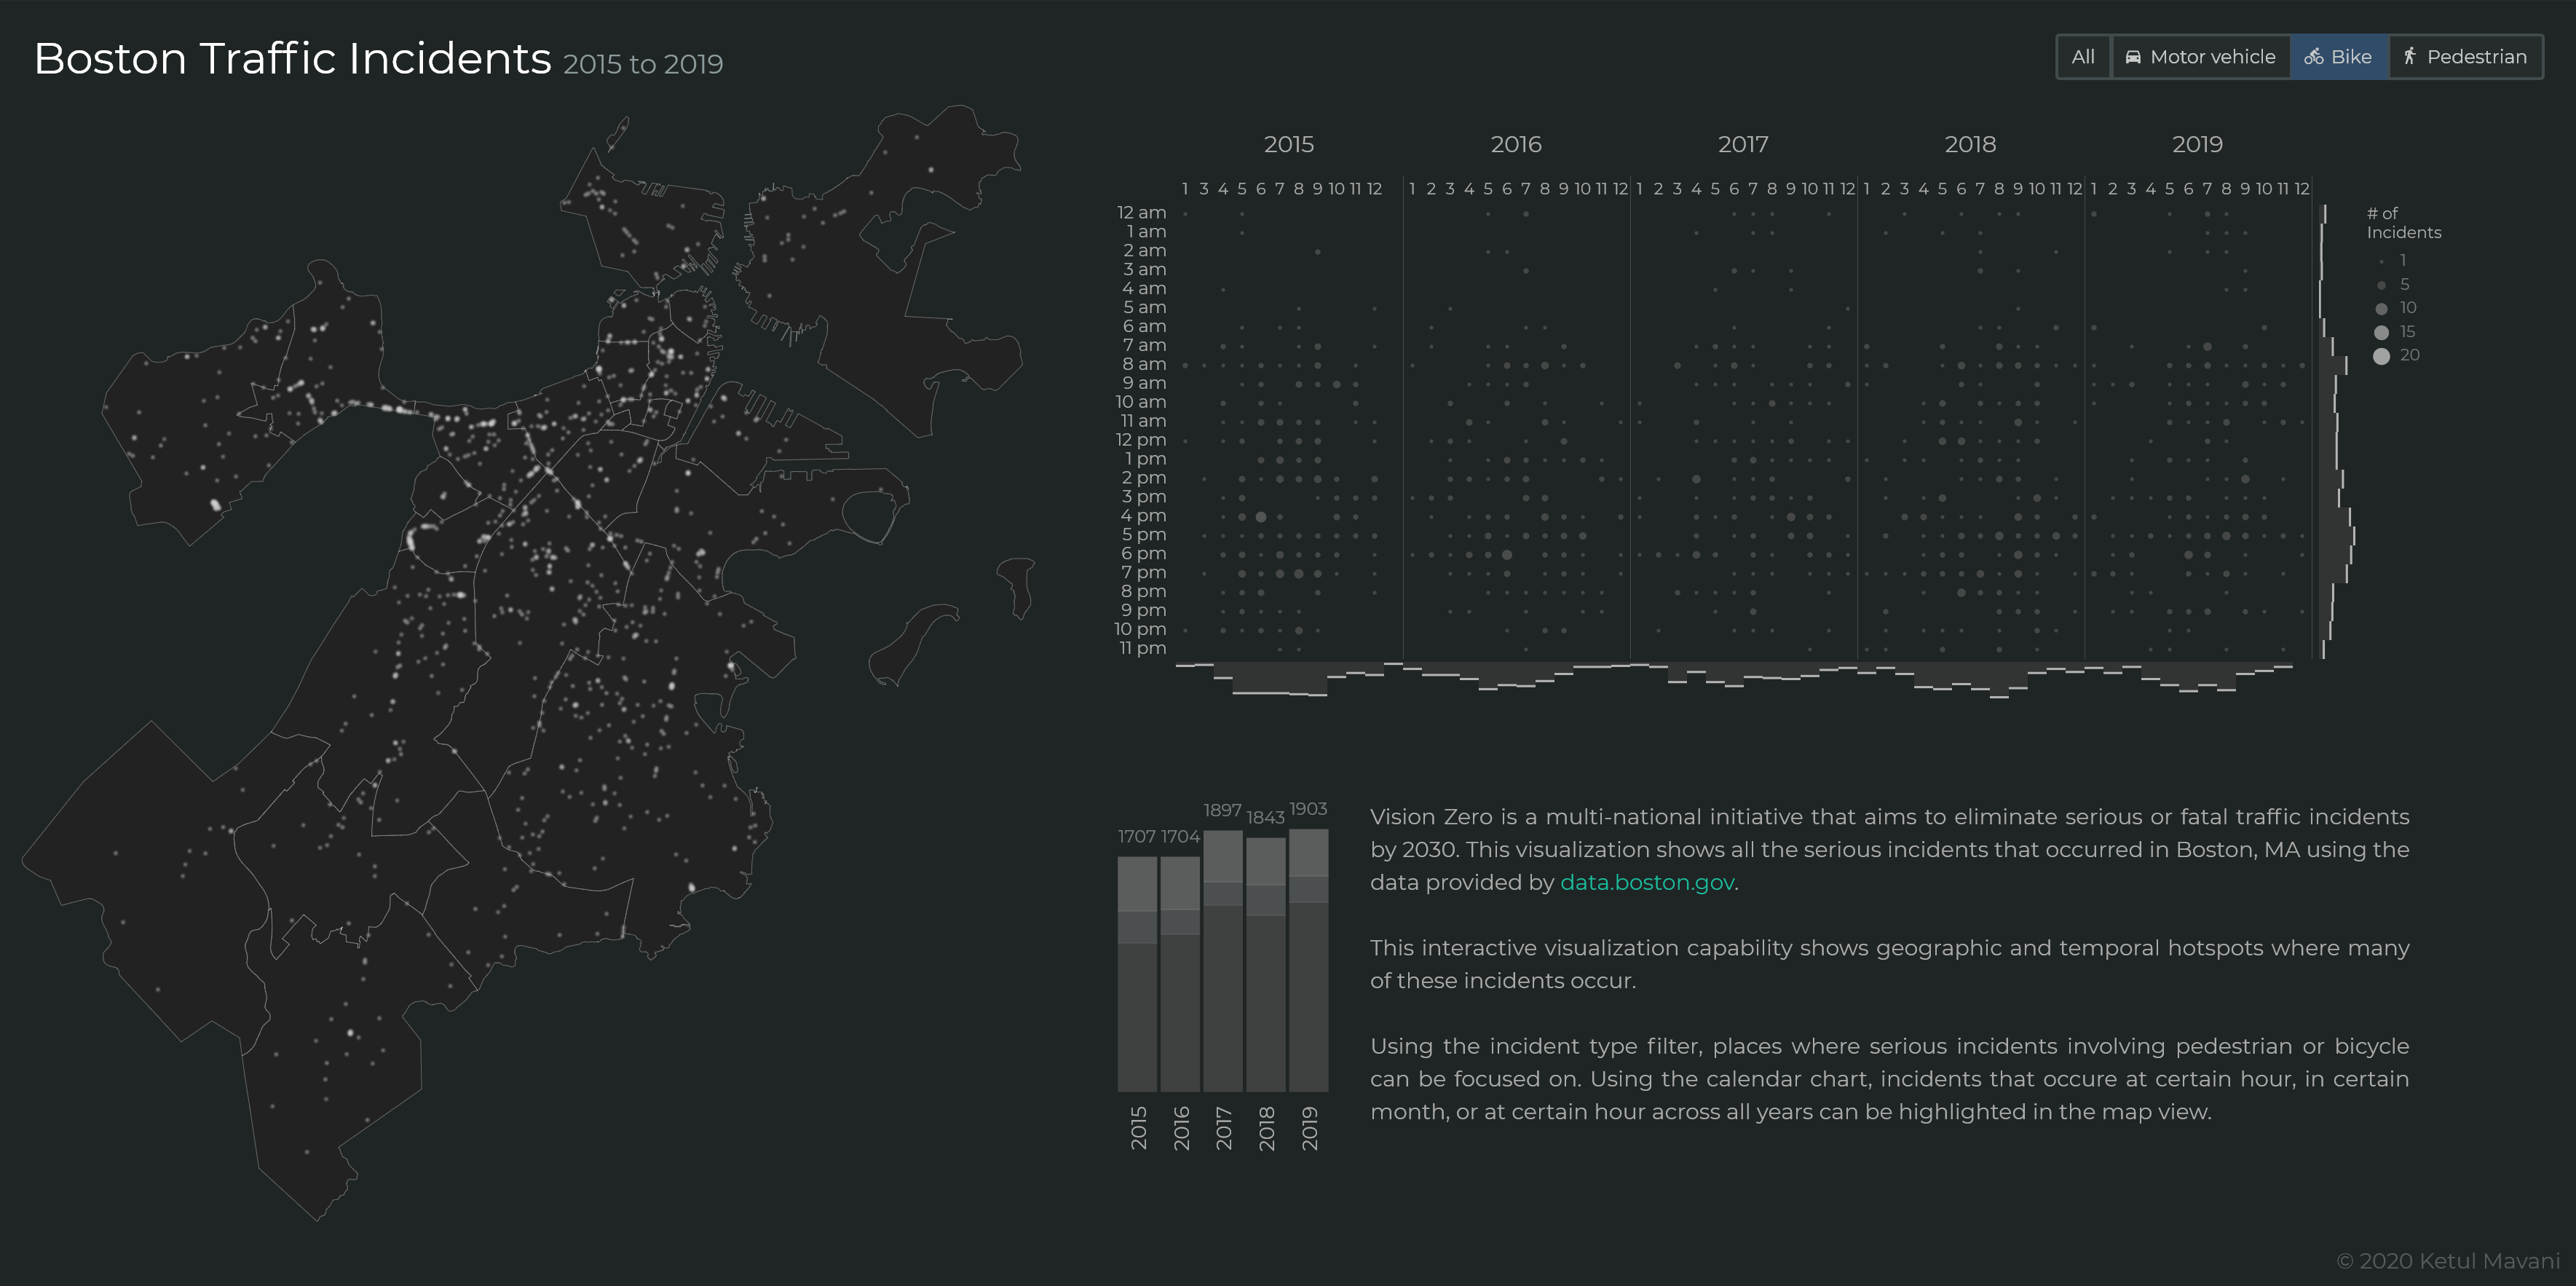 Boston Traffic Incidents 2015 to 2019
All Motor vehicle Bike Pedestrian
2015 2016 2017 2018 2019
1 3 4 5 6 7 8 9 10 11 12 1 2 3 4 5 6 7 8 9 10 11 12 1 2 3 4 5 6 7 8 9 10 11 12 1 2 3 4 5 6 7 8 9 10 11 12 1 2 3 4 5 6 7 8 9 10 11 12
12 am
1 am
2 am
3 am
4 am
5 am
6 am
7 am
8 am
9 am
10 am
11 am
12 pm
1 pm
2 pm
3 pm
4 pm
5 pm
6 pm
7 pm
8 pm
9 pm
10 pm
11 pm
# of
Incidents
1
5
10
15
20
1707 1704 1897 1843 1903
2015 2016 2017 2018 2019
Vision Zero is a multi-national initiative that aims to eliminate serious or fatal traffic incidents
by 2030. This visualization shows all the serious incidents that occurred in Boston, MA using the
data provided by data.boston.gov.
This interactive visualization capability shows geographic and temporal hotspots where many
of these incidents occur.
Using the incident type filter, places where serious incidents involving pedestrian or bicycle
can be focused on. Using the calendar chart, incidents that occure at certain hour, in certain
month, or at certain hour across all years can be highlighted in the map view.
© 2020 Ketul Mavani